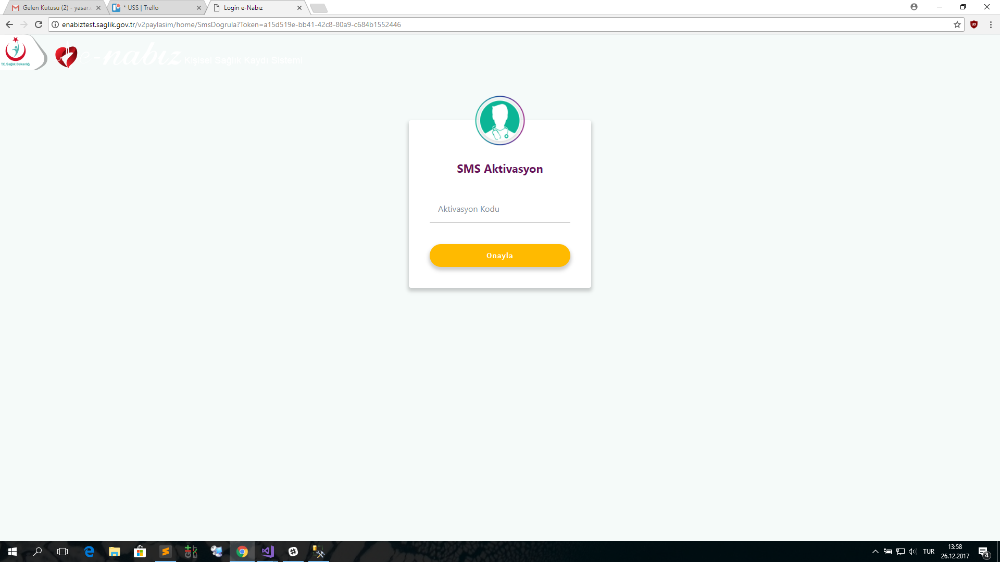 Gelen Kutusu (2) - yasar.
* USS | Trello
Login e-Nabız
enabiztest.saglik.gov.tr/v2paylasim/home/SmsDogrula?Token=a15d519e-bb41-42c8-80a9-c684b1552446
T.C. Sağlık Bakanlığı
e-nabız Kişisel Sağlık Kaydı Sistemi
SMS Aktivasyon
Aktivasyon Kodu
Onayla
TUR
13:58
26.12.2017
4